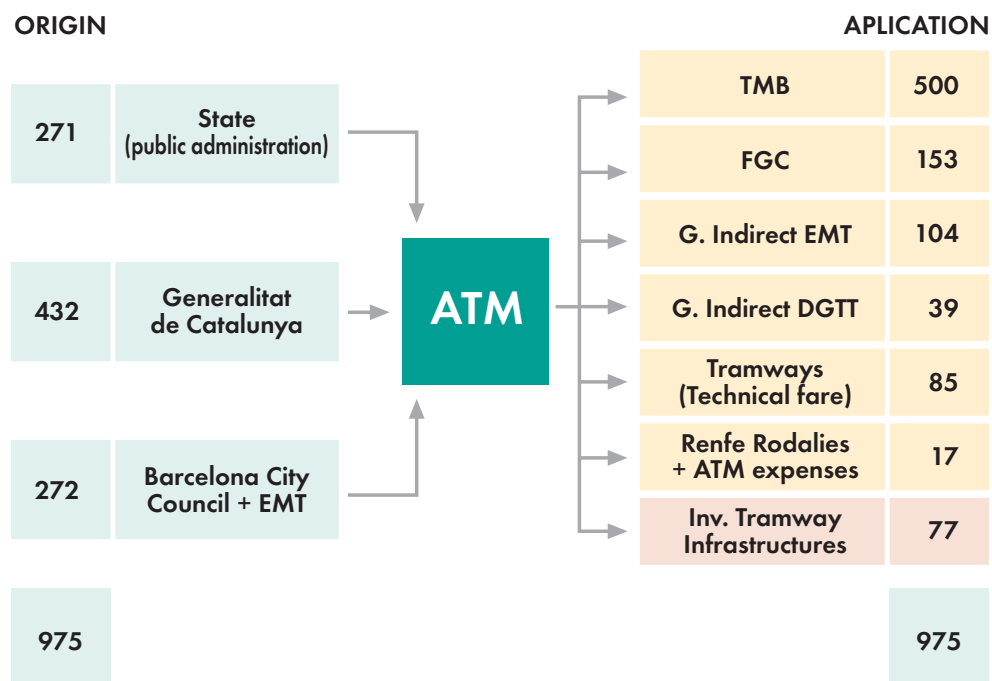 ORIGIN
APLICATION
271
State
(public administration)
432
Generalitat
de Catalunya
272
Barcelona City
Council + EMT
975
ATM
TMB 500
FGC 153
G. Indirect EMT 104
G. Indirect DGTT 39
Tramways
(Technical fare)
85
Renfe Rodalies
+ ATM expenses
17
Inv. Tramway
Infrastructures
77
975